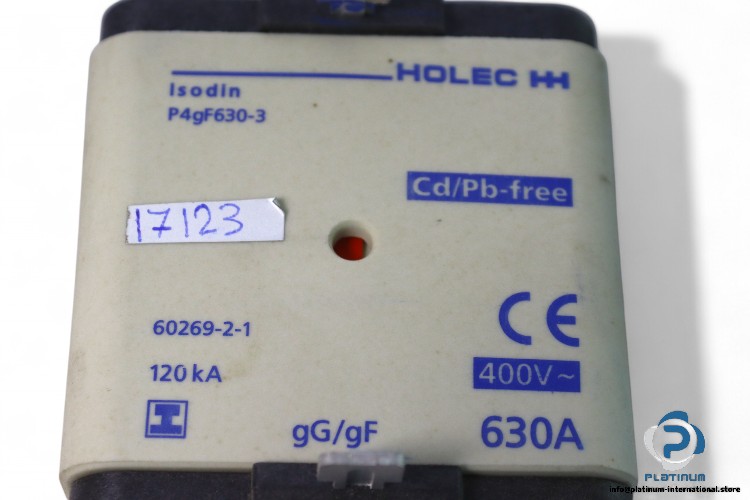 HOLEC
Isodin
P4gF630-3
Cd/Pb-free
17123
60269-2-1
CE
120 kA
400V~
gG/gF
630A
PLATINUM
info@platinum-international.store